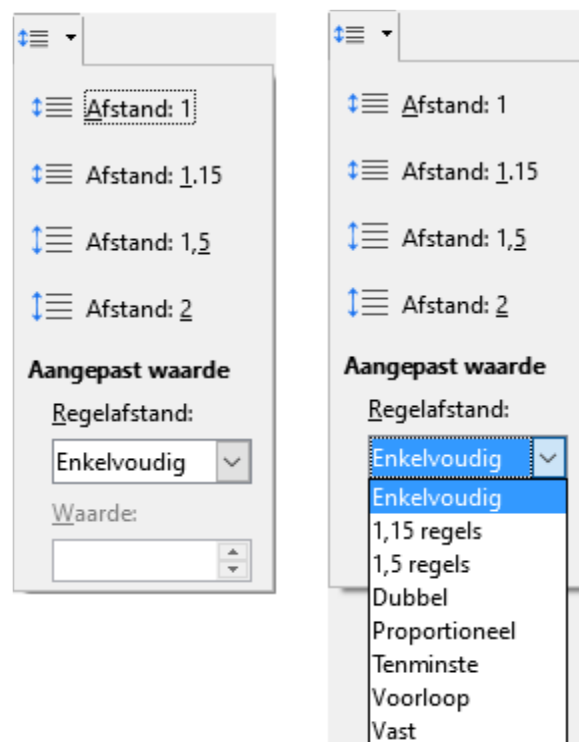 Afstand: 1
Afstand: 1.15
Afstand: 1,5
Afstand: 2
Aangepast waarde
Regelafstand:
Enkelvoudig
Waarde:
Afstand: 1
Afstand: 1.15
Afstand: 1,5
Afstand: 2
Aangepast waarde
Regelafstand:
Enkelvoudig
Enkelvoudig
1,15 regels
1,5 regels
Dubbel
Proportioneel
Tenminste
Voorloop
Vast